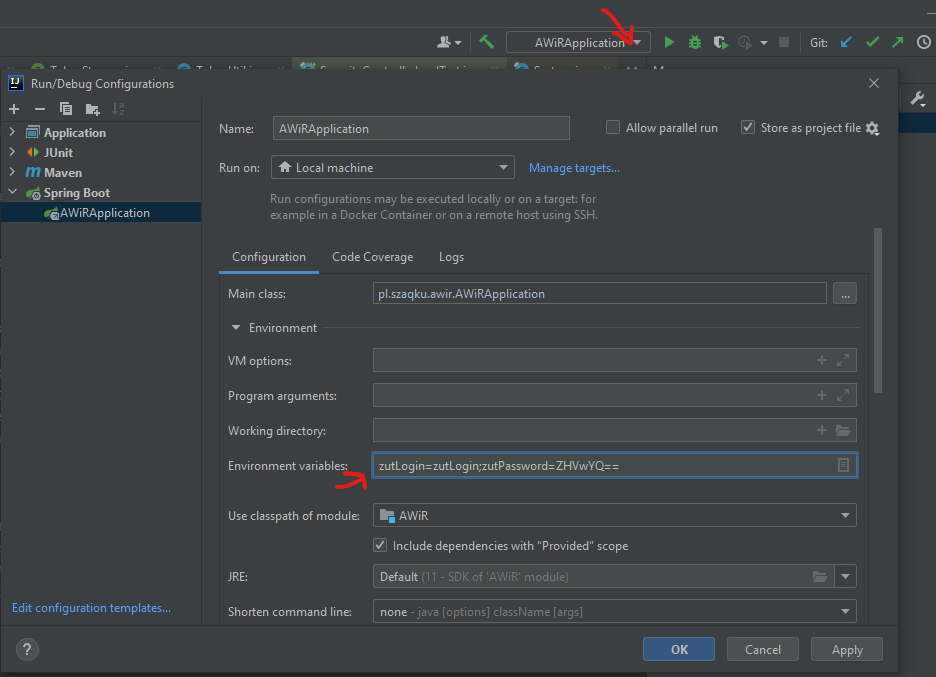 AWiRApplication
Git:
Run/Debug Configurations
Application
JUnit
Maven
Spring Boot
AWiRApplication
Edit configuration templates...
Name: AWiRApplication
Allow parallel run
Store as project file
Run on: Local machine
Manage targets...
Run configurations may be executed locally or on a target: for
example in a Docker Container or on a remote host using SSH.
Configuration Code Coverage Logs
Main class: pl.szaqku.awir.AWiRApplication ...
Environment
VM options:
Program arguments:
Working directory:
Environment variables: zutLogin=zutLogin;zutPassword=ZHVwYQ==
Use classpath of module: AWiR
Include dependencies with "Provided" scope
JRE: Default (11 - SDK of 'AWiR' module)
Shorten command line: none - java [options] className [args]
? OK Cancel Apply